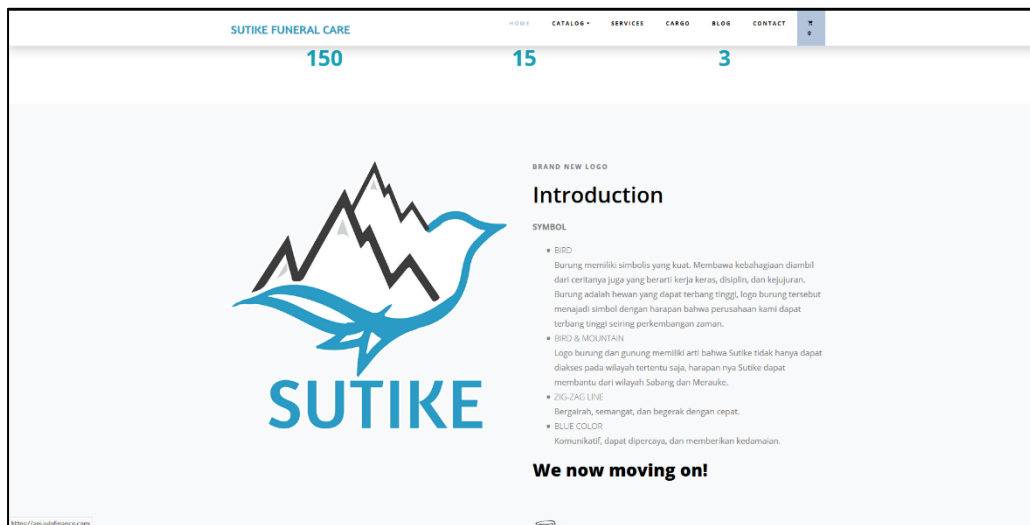 SUTIKE FUNERAL CARE
HOME CATALOG SERVICES CARGO BLOG CONTACT 0
150 15 3
BRAND NEW LOGO
Introduction
SYMBOL
BIRD
Burung memiliki simbolis yang kuat. Membawa kebahagiaan diambil
dari ceritanya juga yang berarti kerja keras, disiplin, dan kejujuran.
Burung adalah hewan yang dapat terbang tinggi, logo burung tersebut
menajadi simbol dengan harapan bahwa perusahaan kami dapat
terbang tinggi seiring perkembangan zaman.
BIRD & MOUNTAIN
Logo burung dan gunung memiliki arti bahwa Sutike tidak hanya dapat
diakses pada wilayah tertentu saja, harapan nya Sutike dapat
membantu dari wilayah Sabang dan Merauke.
ZIG-ZAG LINE
Bergairah, semangat, dan begerak dengan cepat.
BLUE COLOR
Komunikatif, dapat dipercaya, dan memberikan kedamaian.
We now moving on!
SUTIKE